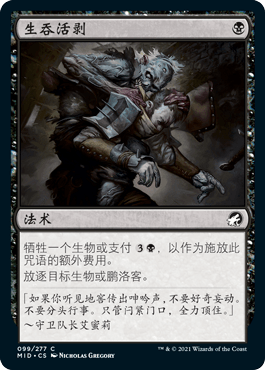 生吞活剥
法术
牺牲一个生物或支付 3，以作为施放此
咒语的额外费用。
放逐目标生物或鹏洛客。
「如果你听见地窖传出呻吟声，不要好奇妄动。
不要分头行事。只管闩紧门口，全力顶住。」
～守卫队长艾蜜莉
099/277 C
MID • CS Nicholas Gregory
™ & © 2021 Wizards of the Coast